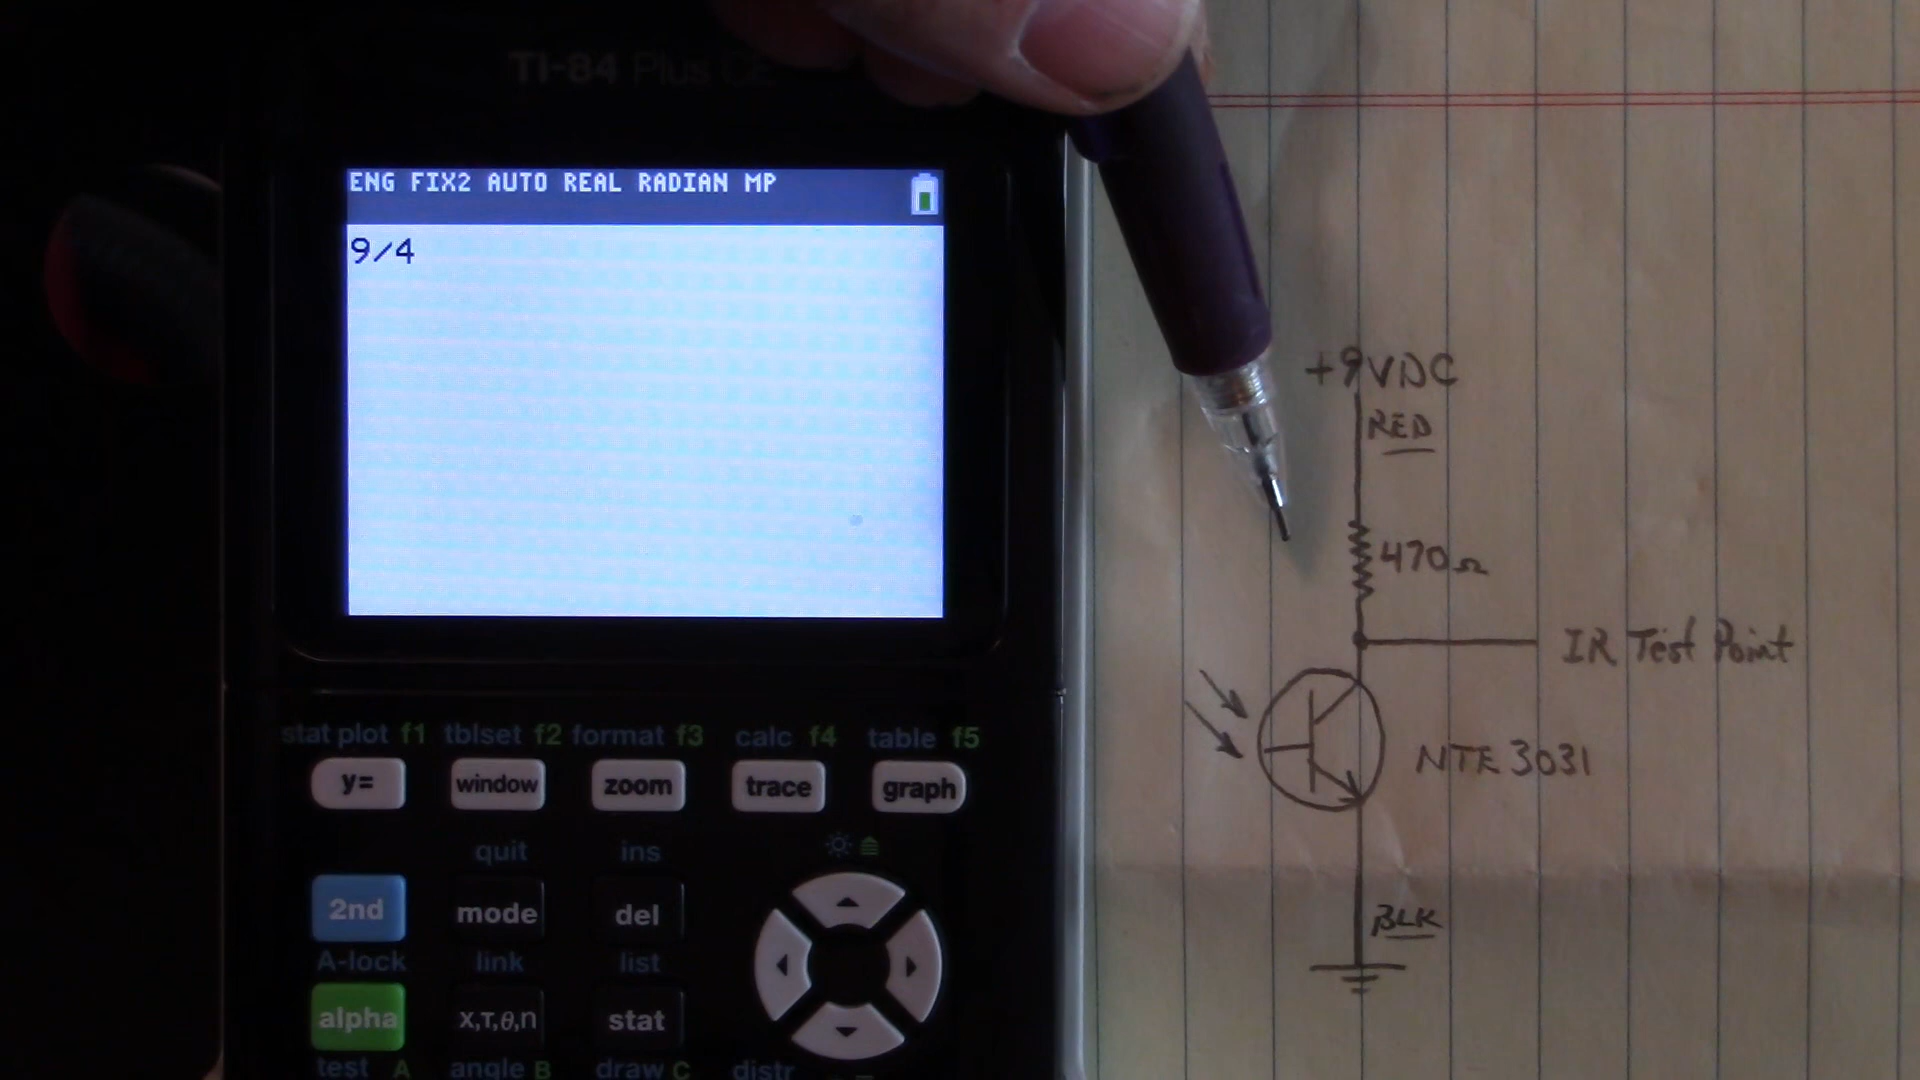 TI-84 Plus CE
ENG FIX2 AUTO REAL RADIAN MP
9/4
+9VDC
RED
470Ω
IR Test Point
NTE 3031
BLK
stat plot f1 tblset f2 format f3 calc f4 table f5
y= window zoom trace graph
quit ins
2nd mode del
A-lock link list
alpha X,T,θ,n stat
test A angle B draw C distr